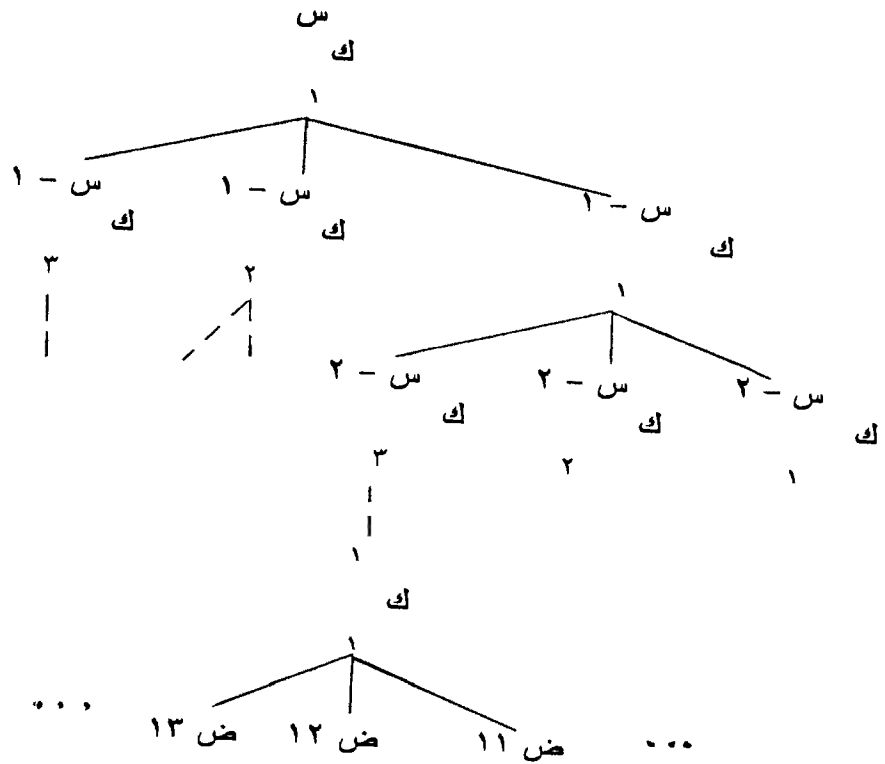 س
ك
١
س – ١ س – ١ س – ١
ك ك ك
١ ٢ ٣
س – ٢ س – ٢ س – ٢
ك ك ك
١ ٢ ٣
١
ك
١
... ض ١١ ض ١٢ ض ١٣ ...